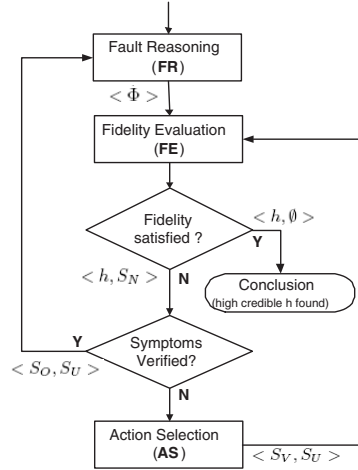 Fault Reasoning
(FR)
< Φ̂ >
Fidelity Evaluation
(FE)
Fidelity
satisfied ?
< h, ∅ >
Y
< h, S_N >
N
Conclusion
(high credible h found)
Symptoms
Verified?
Y
< S_O, S_U >
N
Action Selection
(AS)
< S_V, S_U >